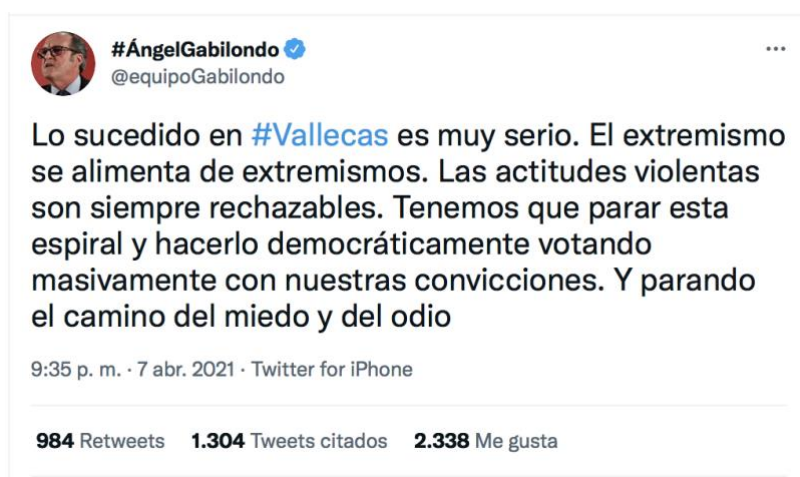 #ÁngelGabilondo
@equipoGabilondo
Lo sucedido en #Vallecas es muy serio. El extremismo
se alimenta de extremismos. Las actitudes violentas
son siempre rechazables. Tenemos que parar esta
espiral y hacerlo democráticamente votando
masivamente con nuestras convicciones. Y parando
el camino del miedo y del odio
9:35 p. m. · 7 abr. 2021 · Twitter for iPhone
984 Retweets 1.304 Tweets citados 2.338 Me gusta